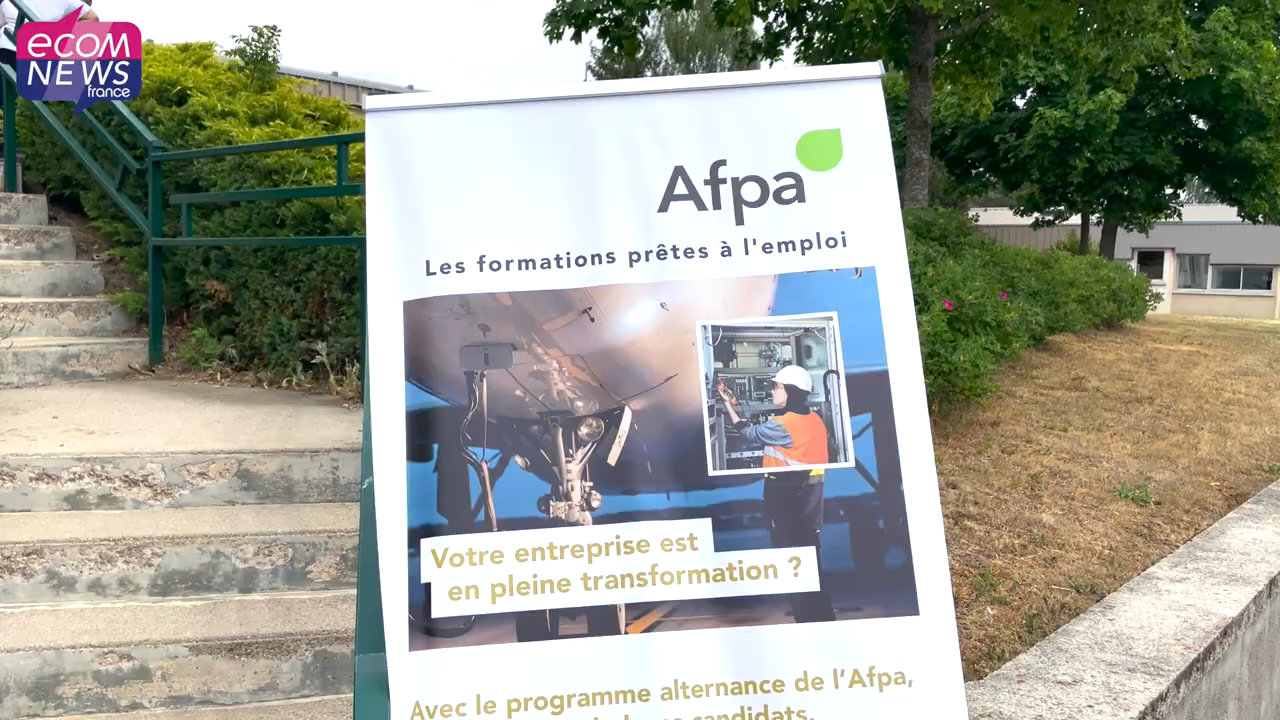 ecom
NEWS
france
Afpa
Les formations prêtes à l'emploi
Votre entreprise est
en pleine transformation ?
Avec le programme alternance de l'Afpa,
candidats.